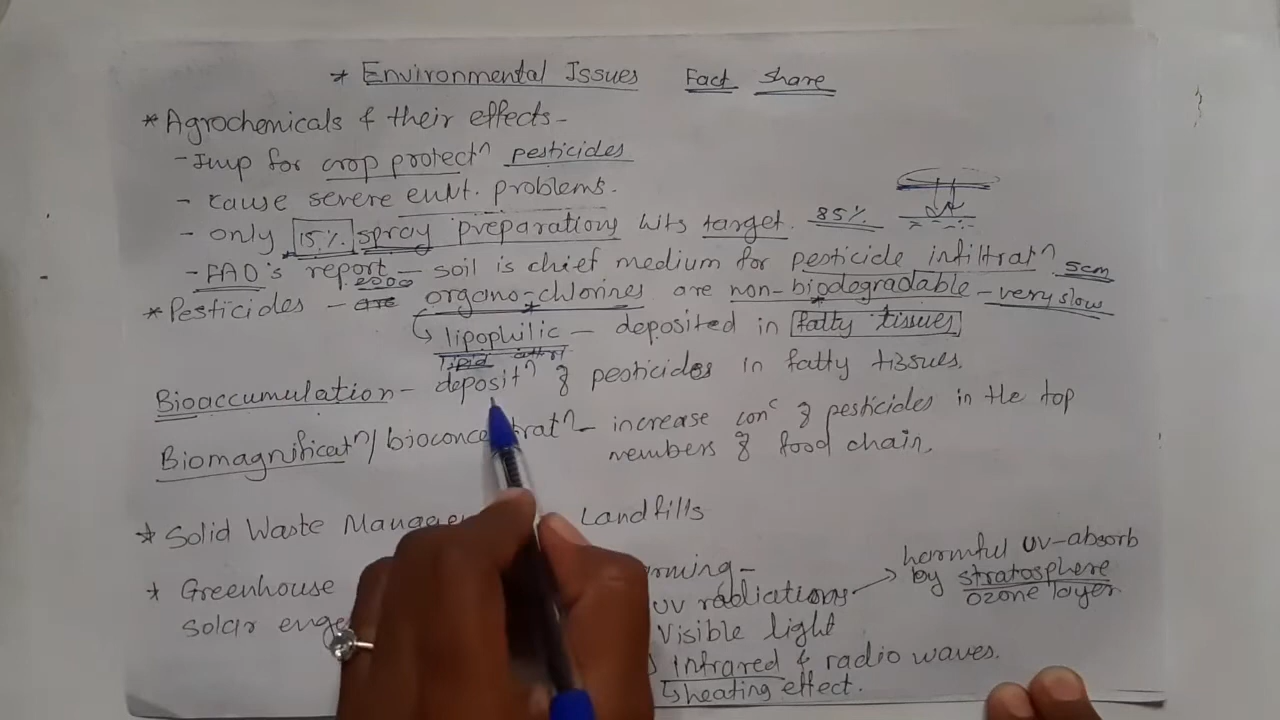 * Environmental Issues Fact Share
* Agrochemicals & their effects-
- Imp for crop protectⁿ pesticides
- cause severe envt. problems.
- only 15% spray preparations hits target. 85%
- FAO's report - soil is chief medium for pesticide infiltratⁿ 5cm
2000
* Pesticides - are organo-chlorines are non-biodegradable - very slow
lipophilic - deposited in fatty tissues
lipid
Bioaccumulation - depositⁿ of pesticides in fatty tissues.
Biomagnificatⁿ/bioconcentratⁿ - increase conᶜ of pesticides in the top
members of food chain.
* Solid Waste Landfills
* Greenhouse
solar
UV radiations → harmful UV-absorb
by stratosphere
ozone layer
Visible light
Infrared & radio waves.
↳ heating effect.